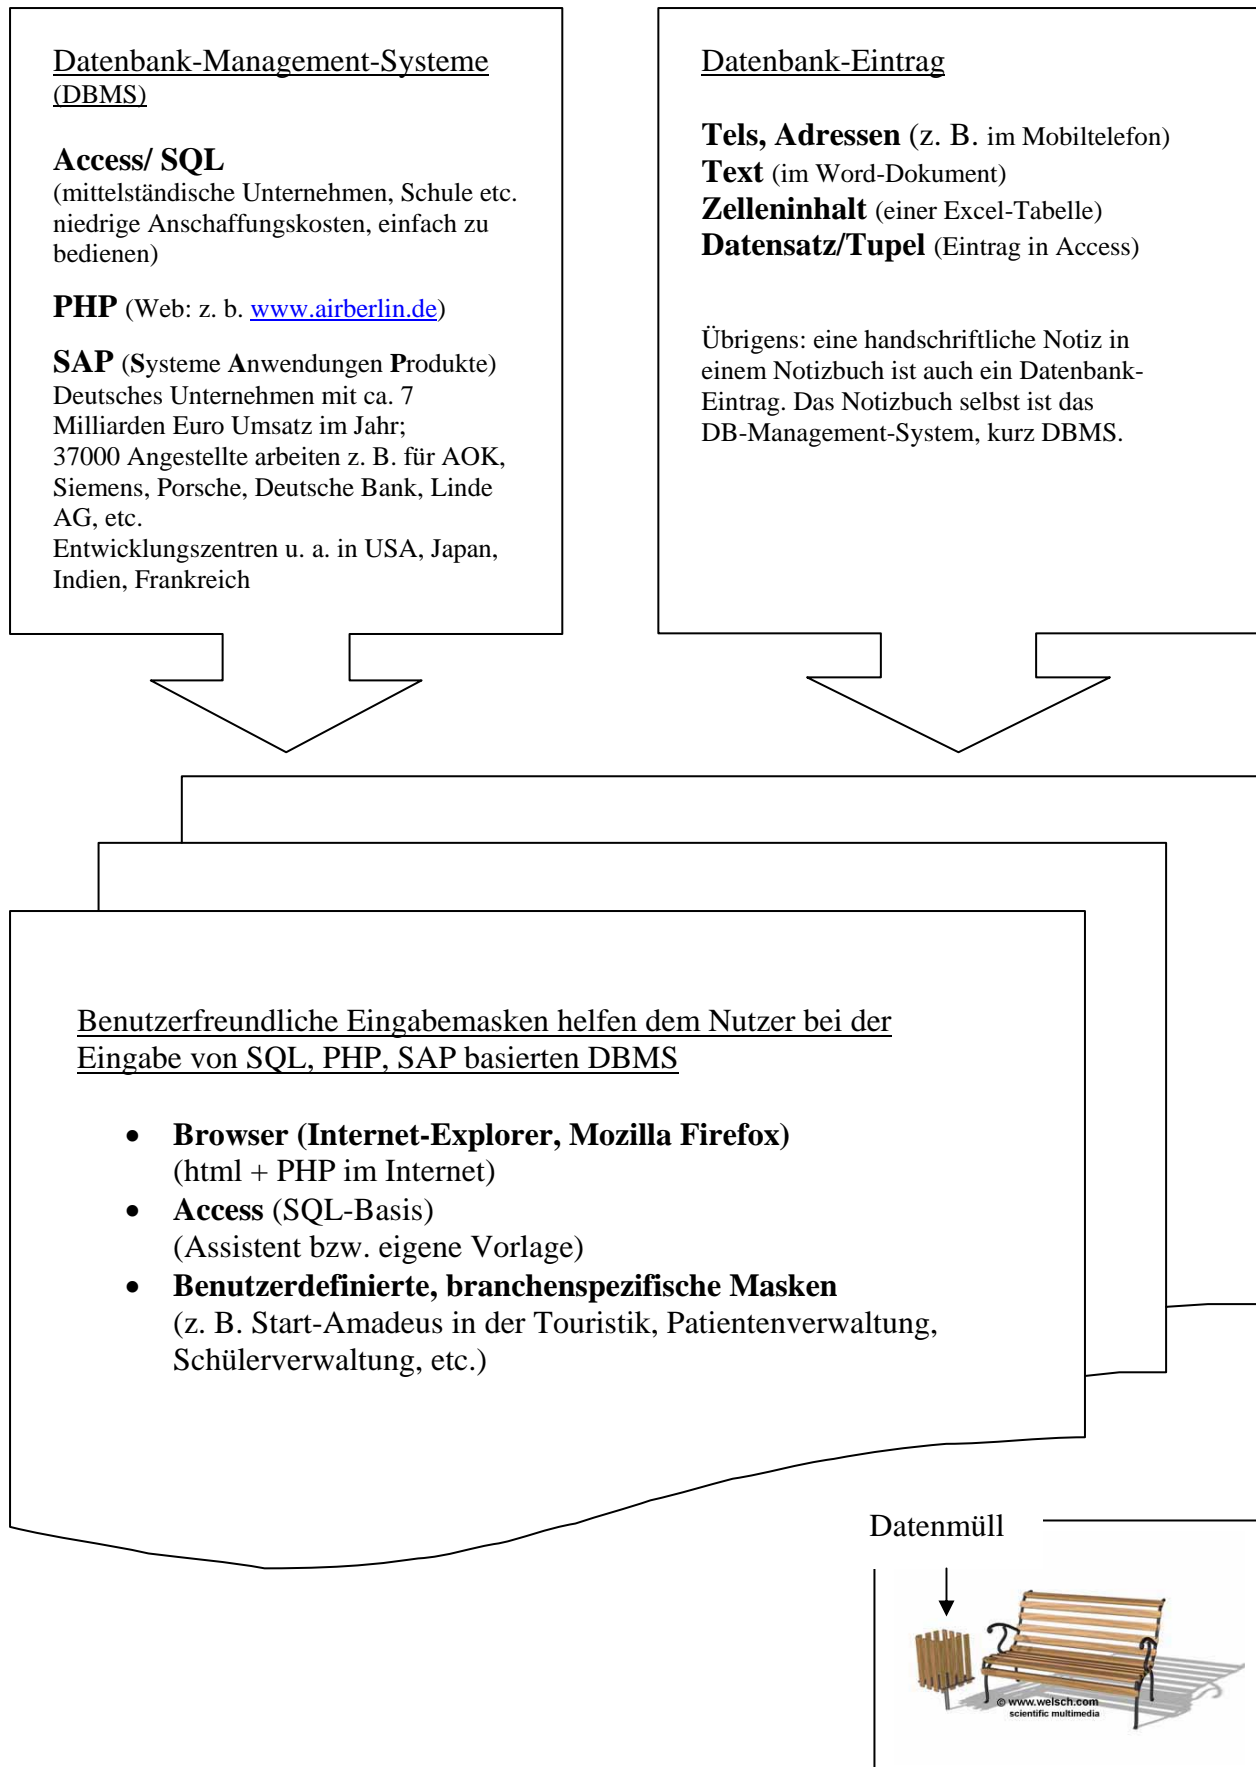 Datenbank-Management-Systeme
(DBMS)
Access/ SQL
(mittelständische Unternehmen, Schule etc.
niedrige Anschaffungskosten, einfach zu
bedienen)
PHP (Web: z. b. www.airberlin.de)
SAP (Systeme Anwendungen Produkte)
Deutsches Unternehmen mit ca. 7
Milliarden Euro Umsatz im Jahr;
37000 Angestellte arbeiten z. B. für AOK,
Siemens, Porsche, Deutsche Bank, Linde
AG, etc.
Entwicklungszentren u. a. in USA, Japan,
Indien, Frankreich
Datenbank-Eintrag
Tels, Adressen (z. B. im Mobiltelefon)
Text (im Word-Dokument)
Zelleninhalt (einer Excel-Tabelle)
Datensatz/Tupel (Eintrag in Access)
Übrigens: eine handschriftliche Notiz in
einem Notizbuch ist auch ein Datenbank-
Eintrag. Das Notizbuch selbst ist das
DB-Management-System, kurz DBMS.
Benutzerfreundliche Eingabemasken helfen dem Nutzer bei der
Eingabe von SQL, PHP, SAP basierten DBMS
• Browser (Internet-Explorer, Mozilla Firefox)
(html + PHP im Internet)
• Access (SQL-Basis)
(Assistent bzw. eigene Vorlage)
• Benutzerdefinierte, branchenspezifische Masken
(z. B. Start-Amadeus in der Touristik, Patientenverwaltung,
Schülerverwaltung, etc.)
Datenmüll
© www.welsch.com
scientific multimedia